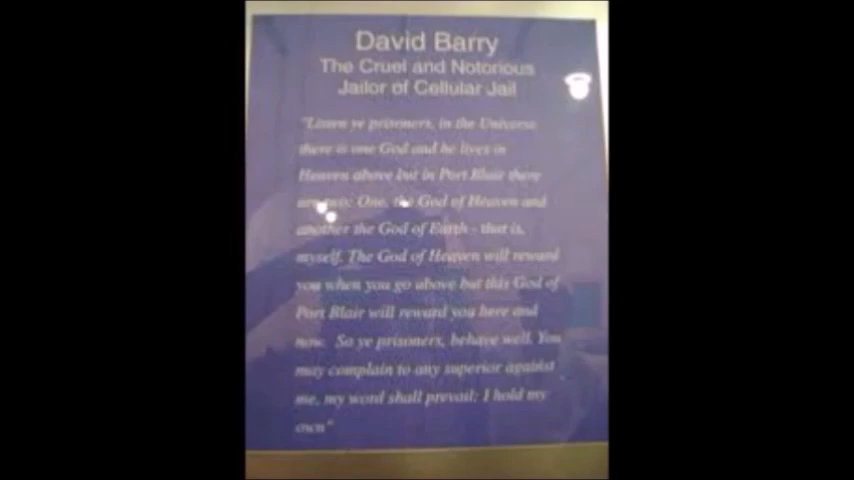 David Barry
The Cruel and Notorious
Jailor of Cellular Jail
"Listen ye prisoners, in the Universe
there is one God and he lives in
Heaven above but in Port Blair there
are two: One, the God of Heaven and
another the God of Earth - that is,
myself. The God of Heaven will reward
you when you go above but this God of
Port Blair will reward you here and
now. So ye prisoners, behave well. You
may complain to any superior against
me, my word shall prevail; I hold my
own"